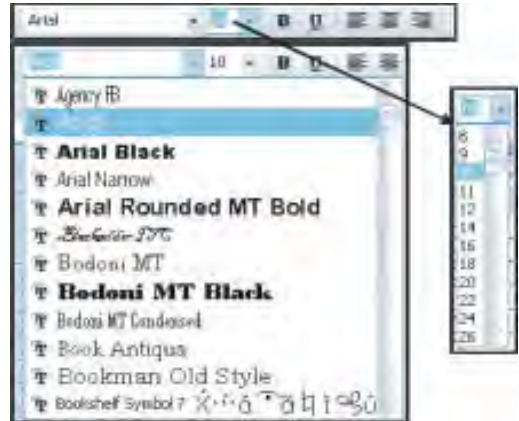 Arial B U
10 B U
Agency FB
Arial Black
Arial Narrow
Arial Rounded MT Bold
Bodoni MT
Bodoni MT Black
Bodoni MT Condensed
Book Antiqua
Bookman Old Style
Bookshelf Symbol 7
8
9
11
12
14
16
18
20
22
24
26